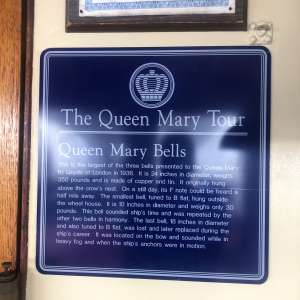 The Queen Mary Tour
Queen Mary Bells
This is the largest of the three bells presented to the Queen Mary
by Lloyds of London in 1936. It is 24 inches in diameter, weighs
350 pounds and is made of copper and tin. It originally hung
above the crow's nest. On a still day, its F note could be heard a
half mile away. The smallest bell, tuned to B flat, hung outside
the wheel house. It is 10 inches in diameter and weighs only 30
pounds. This bell sounded ship's time and was repeated by the
other two bells in harmony. The last bell, 18 inches in diameter
and also tuned to B flat, was lost and later replaced during the
ship's career. It was located on the bow and sounded while in
heavy fog and when the ship's anchors were in motion.